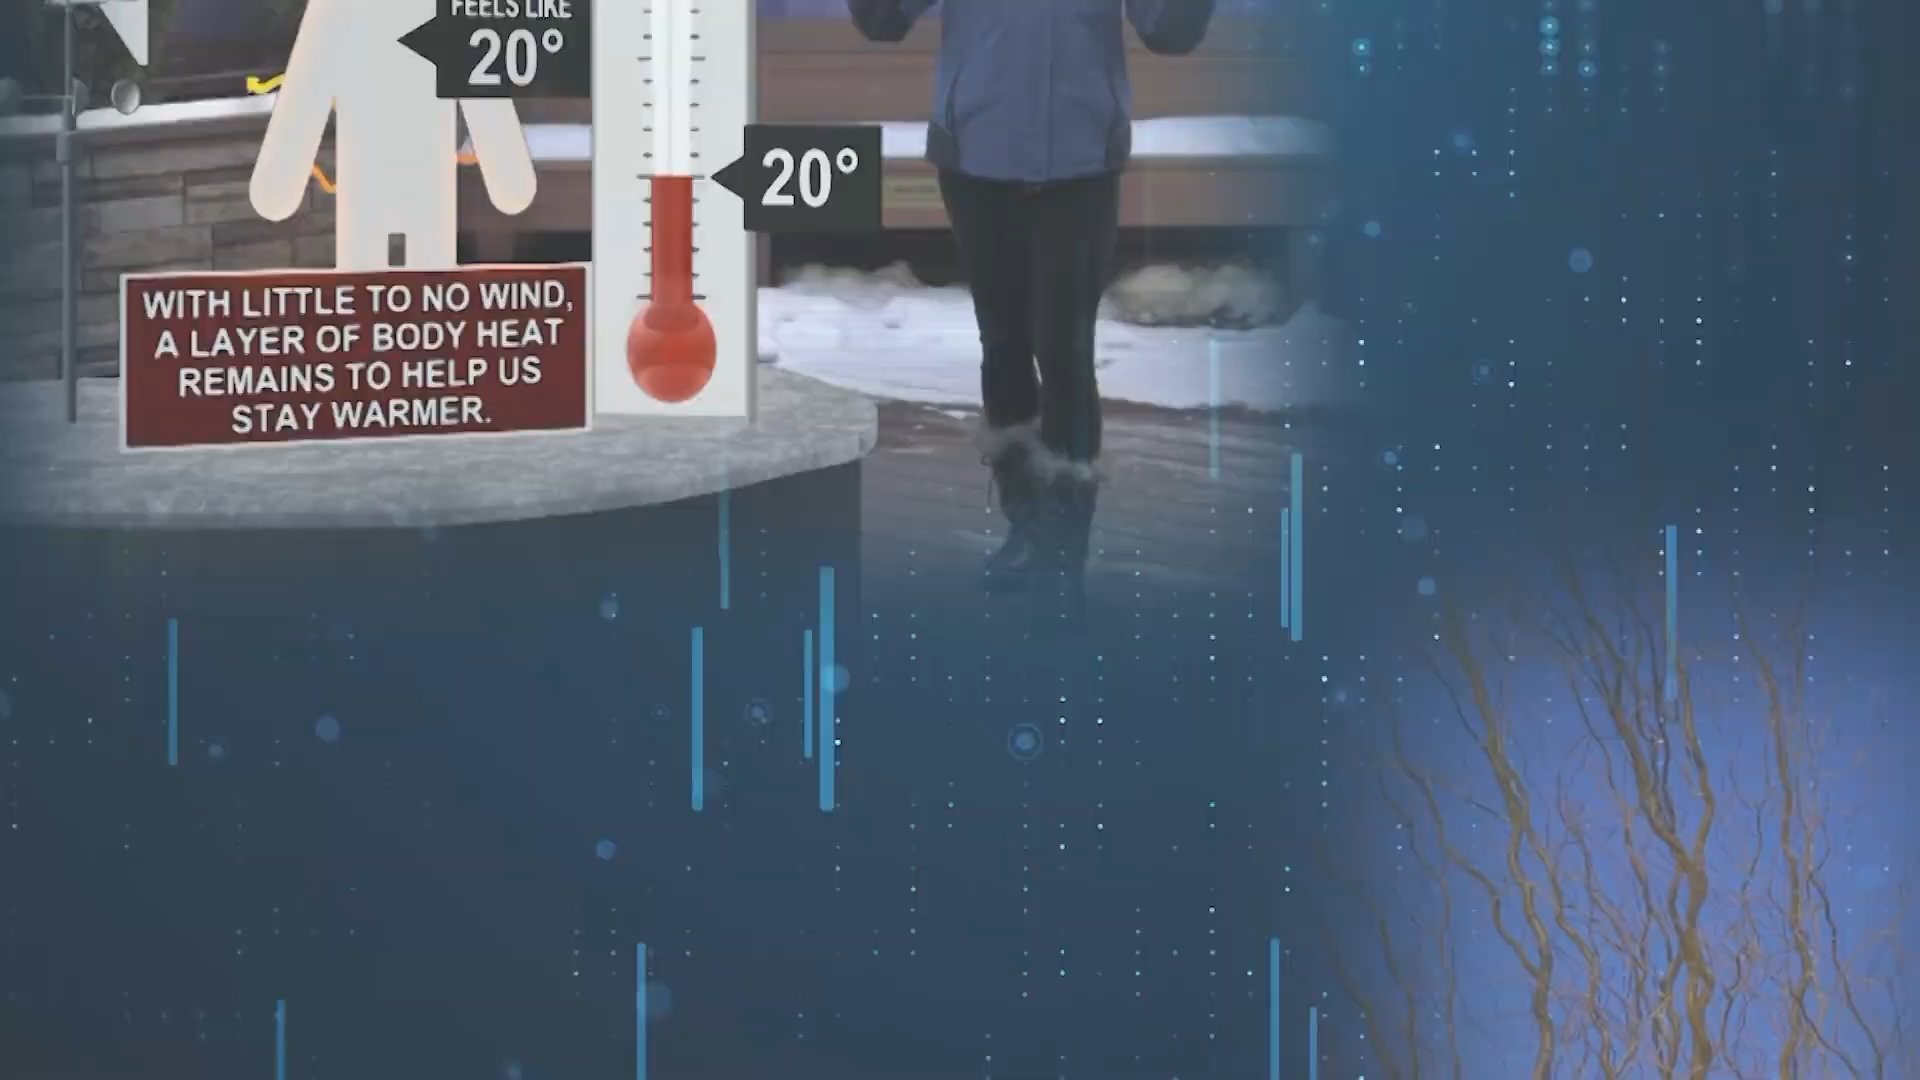 FEELS LIKE
20°
20°
WITH LITTLE TO NO WIND,
A LAYER OF BODY HEAT
REMAINS TO HELP US
STAY WARMER.